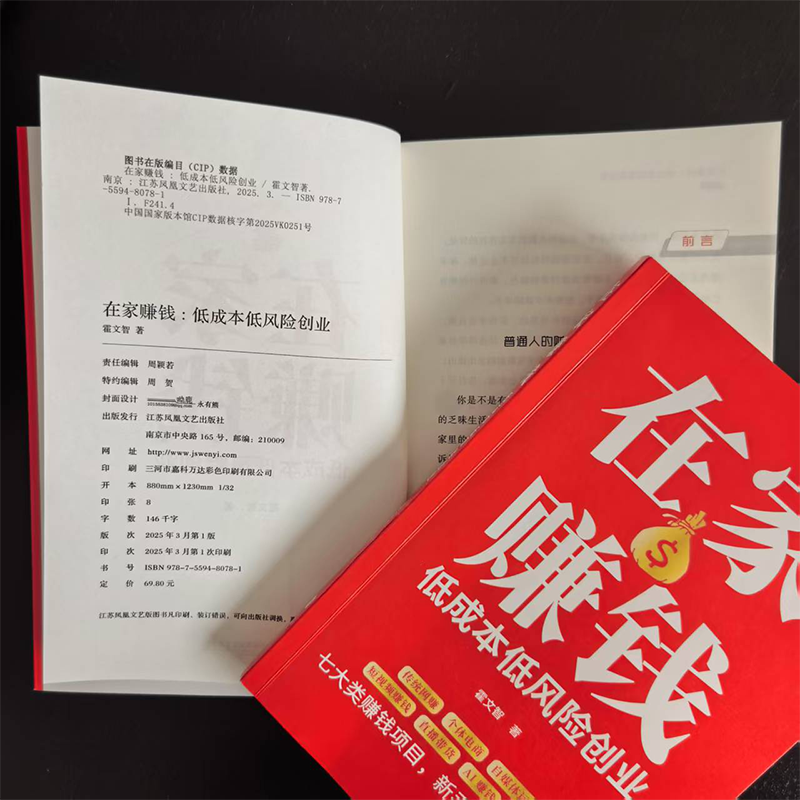 图书在版编目（CIP）数据
在家赚钱 : 低成本低风险创业 / 霍文智著.
南京 : 江苏凤凰文艺出版社, 2025. 3. — ISBN 978-7
-5594-8078-1
Ⅰ. F241.4
中国国家版本馆CIP数据核字第2025VK0251号
在家赚钱：低成本低风险创业
霍文智 著
责任编辑 周颖若
特约编辑 周 贺
封面设计 永有熊
出版发行 江苏凤凰文艺出版社
南京市中央路 165 号，邮编：210009
网 址 http://www.jswenyi.com
印 刷 三河市嘉科万达彩色印刷有限公司
开 本 880mm×1230mm 1/32
印 张 8
字 数 146 千字
版 次 2025 年 3 月第 1 版
印 次 2025 年 3 月第 1 次印刷
书 号 ISBN 978-7-5594-8078-1
定 价 69.80 元
江苏凤凰文艺版图书凡印刷、装订错误，可向出版社调换，
前言
普通人的
你是不是有
的乏味生活
家里的
诉
在家
赚钱
$
低成本低风险创业
霍文智 著
传统网赚
个体电商
自媒体
短视频赚钱
直播带货
AI 赚钱
七大类赚钱项目，新